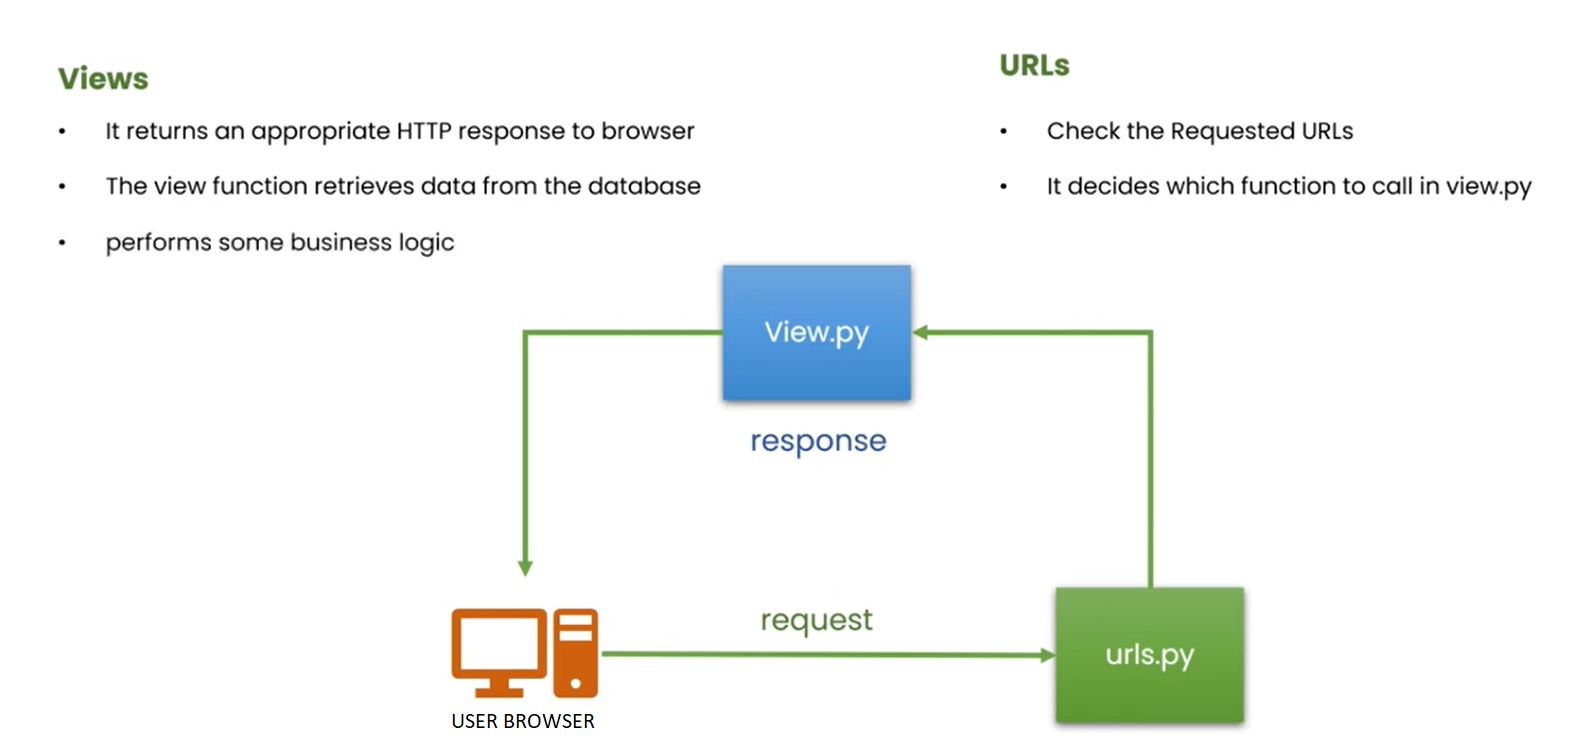 Views
• It returns an appropriate HTTP response to browser
• The view function retrieves data from the database
• performs some business logic
URLs
• Check the Requested URLs
• It decides which function to call in view.py
View.py
response
request
urls.py
USER BROWSER